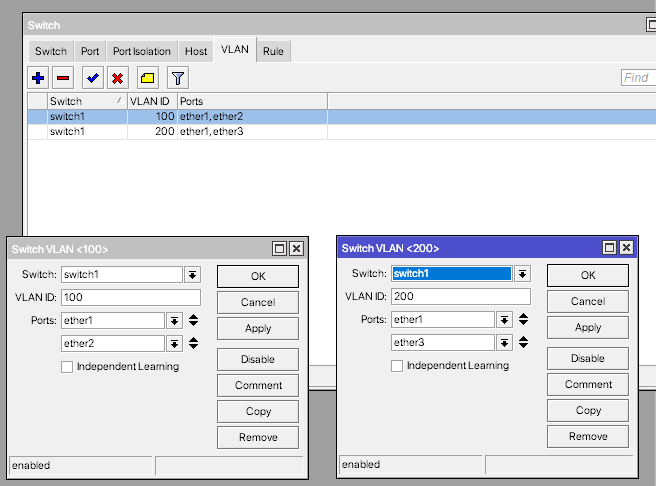 Switch
Switch Port Port Isolation Host VLAN Rule
Find
Switch VLAN ID Ports
switch1 100 ether1, ether2
switch1 200 ether1, ether3
Switch VLAN <100>
Switch: switch1 OK
VLAN ID: 100 Cancel
Ports: ether1 Apply
ether2
Independent Learning Disable
Comment
Copy
Remove
enabled
Switch VLAN <200>
Switch: switch1 OK
VLAN ID: 200 Cancel
Ports: ether1 Apply
ether3
Independent Learning Disable
Comment
Copy
Remove
enabled